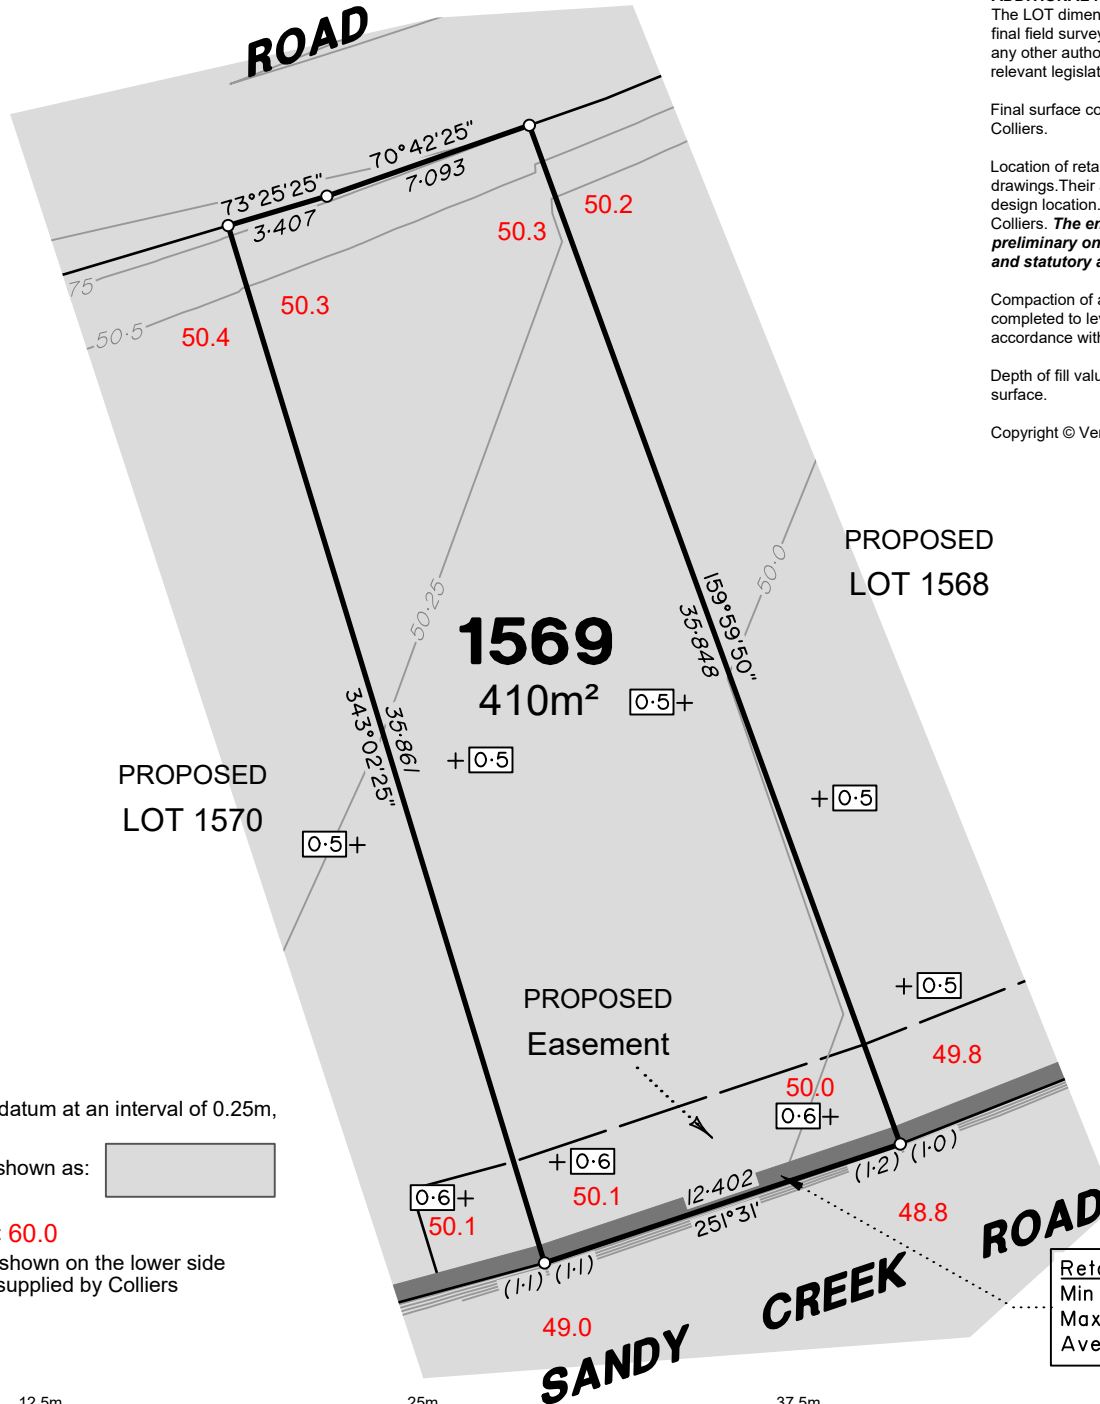 ROAD
The LOT dimen
final field survey
any other autho
relevant legislat
Final surface co
Colliers.
Location of reta
drawings.Their
design location.
Colliers. The en
preliminary on
and statutory a
Compaction of a
completed to lev
accordance with
Depth of fill valu
surface.
Copyright © Ver
73°25'25"
70°42'25"
3·407
7·093
50.2
50.3
50.3
50.4
75
50·5
50·25
50·0
PROPOSED
LOT 1568
1569
410m²
159°59'50"
35·848
343°02'25"
35·861
0·5
0·5
0·5
0·5
0·5
PROPOSED
LOT 1570
PROPOSED
Easement
49.8
50.0
0·6
0·6
50.1
0·6
50.1
12·402
251°31'
(1·2) (1·0)
(1·1) (1·1)
48.8
49.0
SANDY CREEK ROAD
datum at an interval of 0.25m,
shown as:
: 60.0
shown on the lower side
supplied by Colliers
Reta
Min
Max
Ave
12.5m
25m
37.5m